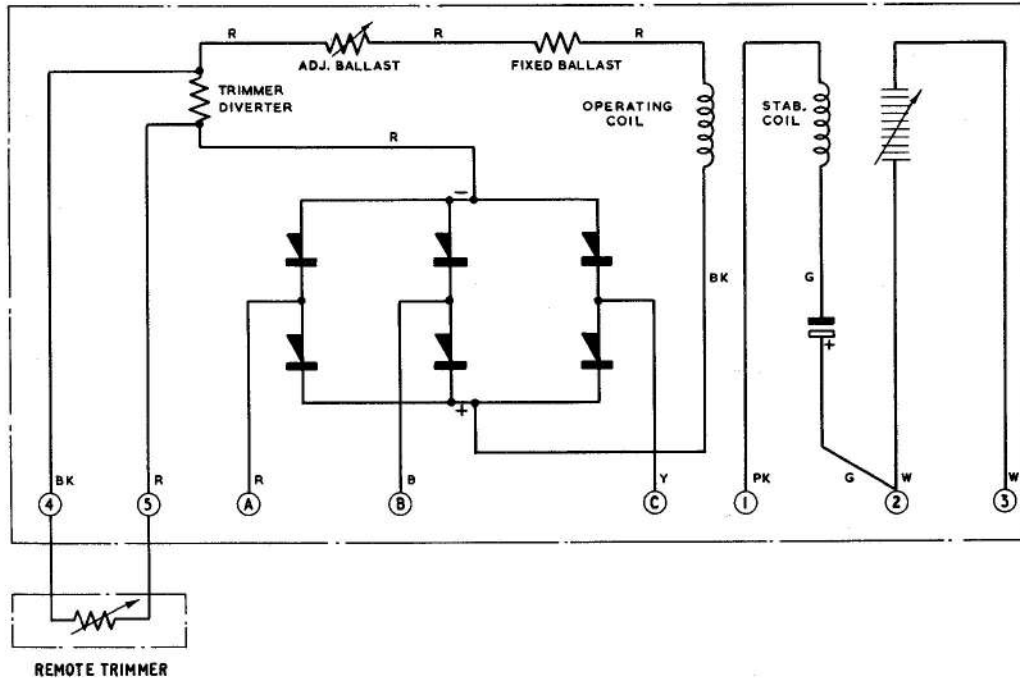 R
R
R
ADJ. BALLAST
FIXED BALLAST
TRIMMER
DIVERTER
OPERATING
COIL
STAB.
COIL
R
−
BK
G
+
+
BK
R
R
B
Y
PK
G
W
W
4
5
A
B
C
1
2
3
REMOTE TRIMMER